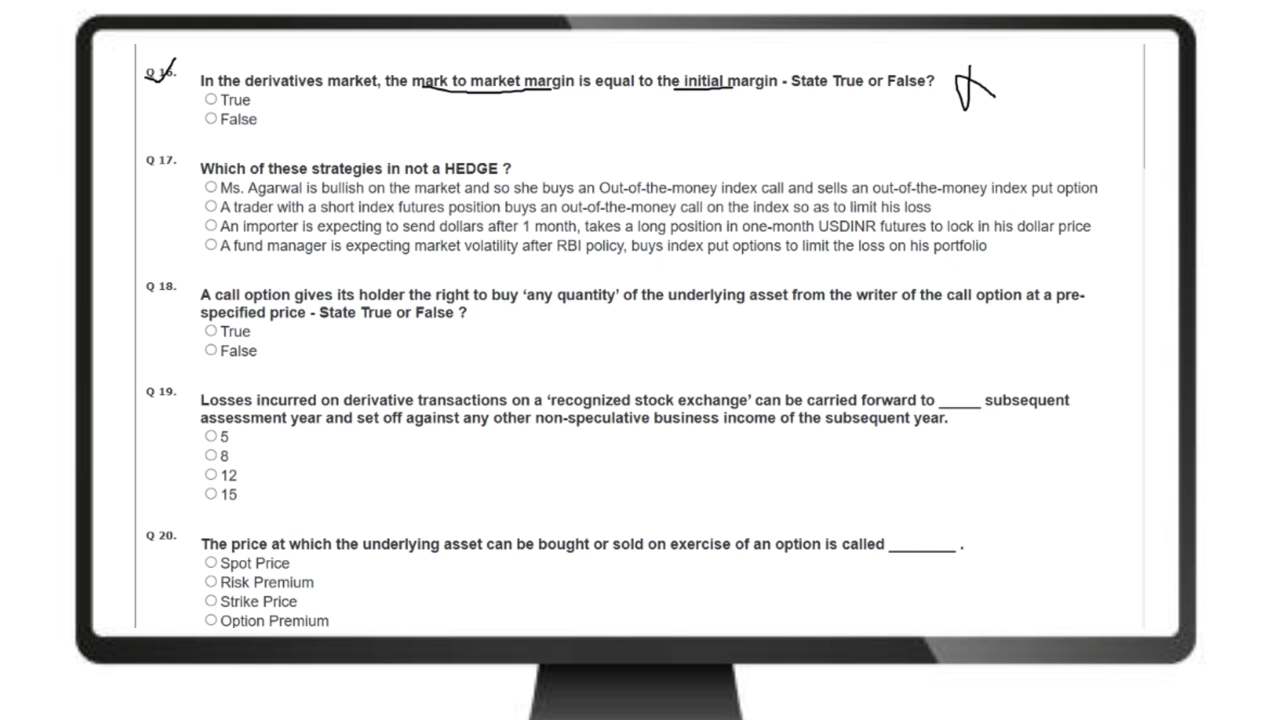 Q 16.
In the derivatives market, the mark to market margin is equal to the initial margin - State True or False?
True
False
Q 17.
Which of these strategies in not a HEDGE ?
Ms. Agarwal is bullish on the market and so she buys an Out-of-the-money index call and sells an out-of-the-money index put option
A trader with a short index futures position buys an out-of-the-money call on the index so as to limit his loss
An importer is expecting to send dollars after 1 month, takes a long position in one-month USDINR futures to lock in his dollar price
A fund manager is expecting market volatility after RBI policy, buys index put options to limit the loss on his portfolio
Q 18.
A call option gives its holder the right to buy ‘any quantity’ of the underlying asset from the writer of the call option at a pre-
specified price - State True or False ?
True
False
Q 19.
Losses incurred on derivative transactions on a ‘recognized stock exchange’ can be carried forward to _____ subsequent
assessment year and set off against any other non-speculative business income of the subsequent year.
5
8
12
15
Q 20.
The price at which the underlying asset can be bought or sold on exercise of an option is called ________ .
Spot Price
Risk Premium
Strike Price
Option Premium